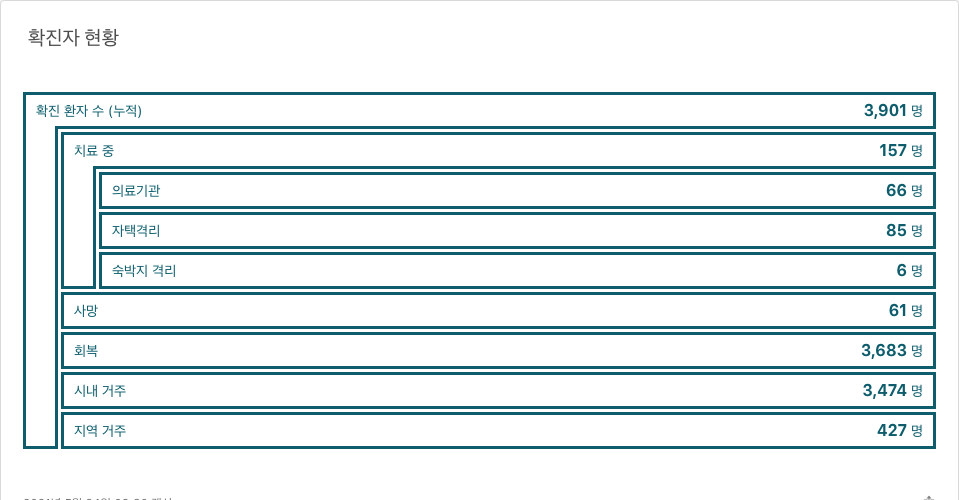 확진자 현황
확진 환자 수 (누적) 3,901 명
치료 중 157 명
의료기관 66 명
자택격리 85 명
숙박지 격리 6 명
사망 61 명
회복 3,683 명
시내 거주 3,474 명
지역 거주 427 명